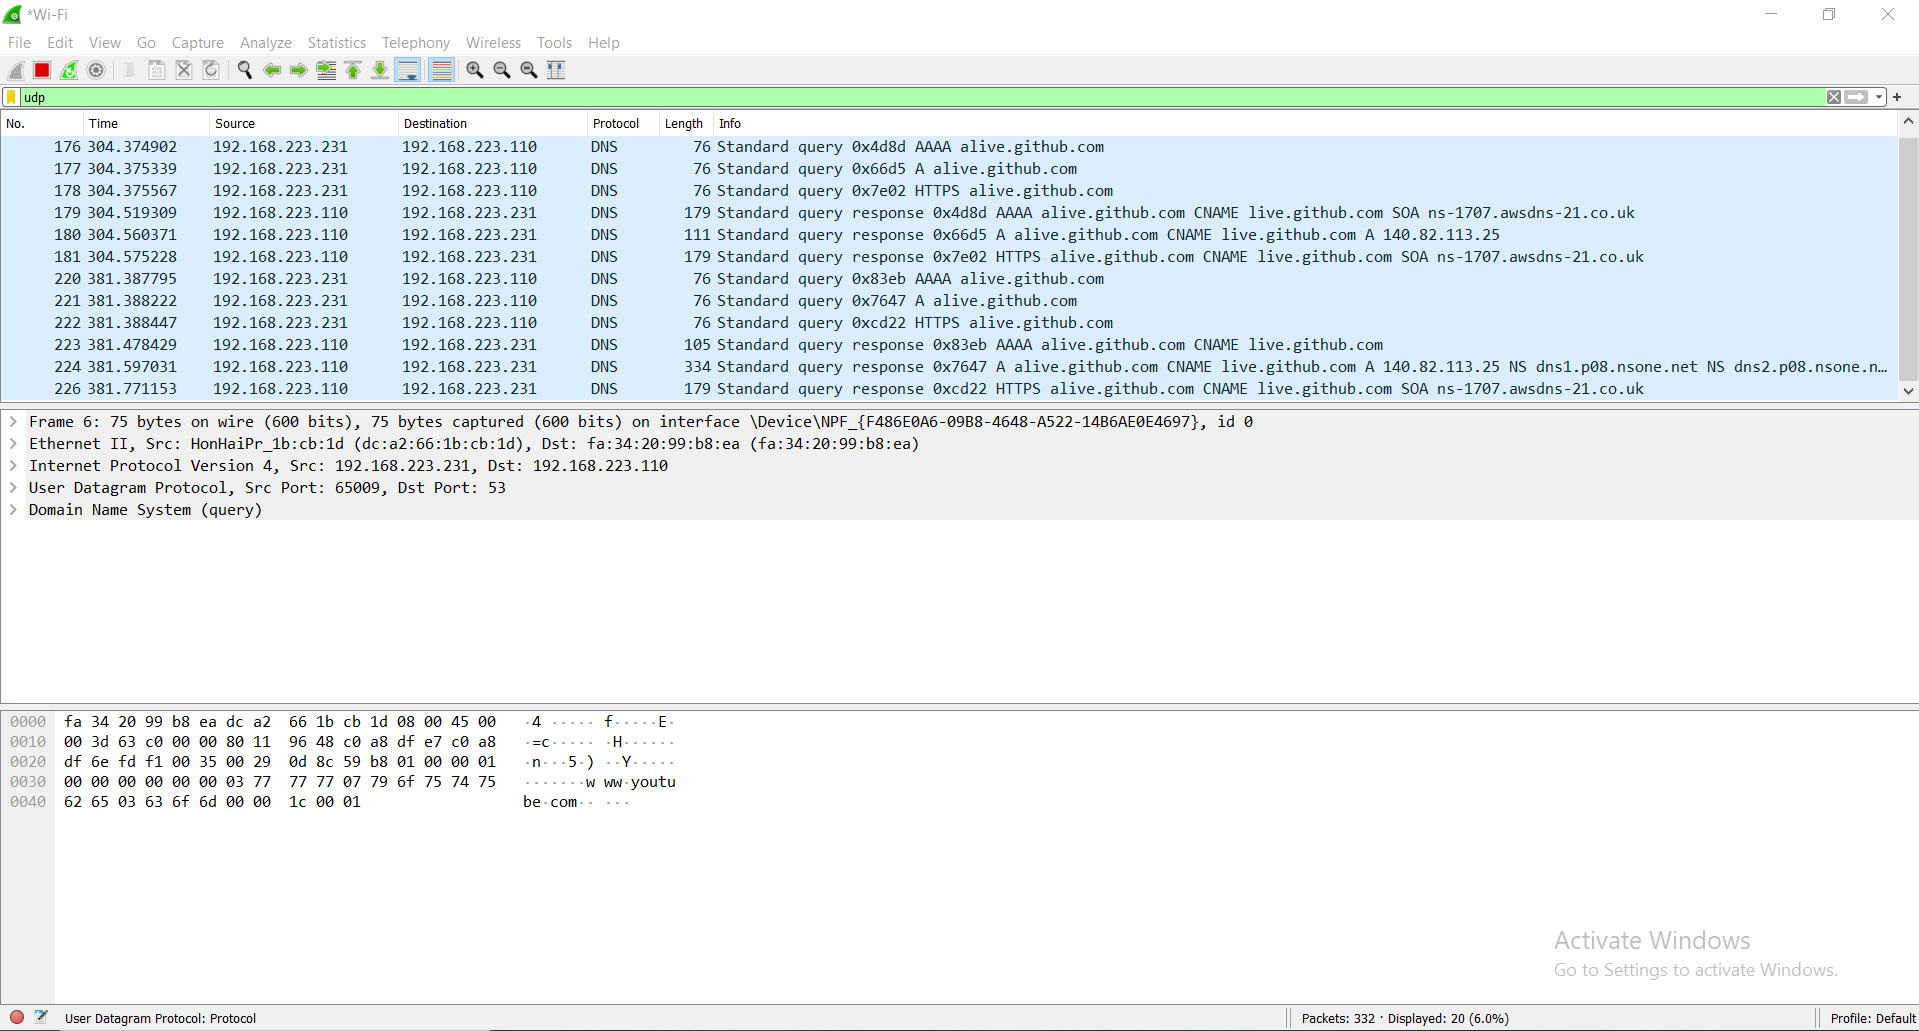 *Wi-Fi
File Edit View Go Capture Analyze Statistics Telephony Wireless Tools Help
udp
No. Time Source Destination Protocol Length Info
176 304.374902 192.168.223.231 192.168.223.110 DNS 76 Standard query 0x4d8d AAAA alive.github.com
177 304.375339 192.168.223.231 192.168.223.110 DNS 76 Standard query 0x66d5 A alive.github.com
178 304.375567 192.168.223.231 192.168.223.110 DNS 76 Standard query 0x7e02 HTTPS alive.github.com
179 304.519309 192.168.223.110 192.168.223.231 DNS 179 Standard query response 0x4d8d AAAA alive.github.com CNAME live.github.com SOA ns-1707.awsdns-21.co.uk
180 304.560371 192.168.223.110 192.168.223.231 DNS 111 Standard query response 0x66d5 A alive.github.com CNAME live.github.com A 140.82.113.25
181 304.575228 192.168.223.110 192.168.223.231 DNS 179 Standard query response 0x7e02 HTTPS alive.github.com CNAME live.github.com SOA ns-1707.awsdns-21.co.uk
220 381.387795 192.168.223.231 192.168.223.110 DNS 76 Standard query 0x83eb AAAA alive.github.com
221 381.388222 192.168.223.231 192.168.223.110 DNS 76 Standard query 0x7647 A alive.github.com
222 381.388447 192.168.223.231 192.168.223.110 DNS 76 Standard query 0xcd22 HTTPS alive.github.com
223 381.478429 192.168.223.110 192.168.223.231 DNS 105 Standard query response 0x83eb AAAA alive.github.com CNAME live.github.com
224 381.597031 192.168.223.110 192.168.223.231 DNS 334 Standard query response 0x7647 A alive.github.com CNAME live.github.com A 140.82.113.25 NS dns1.p08.nsone.net NS dns2.p08.nsone.n…
226 381.771153 192.168.223.110 192.168.223.231 DNS 179 Standard query response 0xcd22 HTTPS alive.github.com CNAME live.github.com SOA ns-1707.awsdns-21.co.uk
Frame 6: 75 bytes on wire (600 bits), 75 bytes captured (600 bits) on interface \Device\NPF_{F486E0A6-09B8-4648-A522-14B6AE0E4697}, id 0
Ethernet II, Src: HonHaiPr_1b:cb:1d (dc:a2:66:1b:cb:1d), Dst: fa:34:20:99:b8:ea (fa:34:20:99:b8:ea)
Internet Protocol Version 4, Src: 192.168.223.231, Dst: 192.168.223.110
User Datagram Protocol, Src Port: 65009, Dst Port: 53
Domain Name System (query)
0000 fa 34 20 99 b8 ea dc a2 66 1b cb 1d 08 00 45 00 ·4 ····· f·····E·
0010 00 3d 63 c0 00 00 80 11 96 48 c0 a8 df e7 c0 a8 ·=c····· ·H······
0020 df 6e fd f1 00 35 00 29 0d 8c 59 b8 01 00 00 01 ·n···5·) ··Y·····
0030 00 00 00 00 00 00 03 77 77 77 07 79 6f 75 74 75 ·······w ww·youtu
0040 62 65 03 63 6f 6d 00 00 1c 00 01 be·com·· ···
Activate Windows
Go to Settings to activate Windows.
User Datagram Protocol: Protocol Packets: 332 · Displayed: 20 (6.0%) Profile: Default